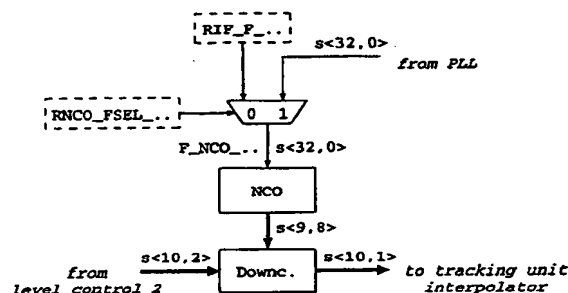 RIF_F_..
s<32,0>
from PLL
RNCO_FSEL_..
0 1
F_NCO_..
s<32,0>
NCO
s<9,8>
s<10,2>
s<10,1>
Downc.
from
level control 2
to tracking unit
interpolator